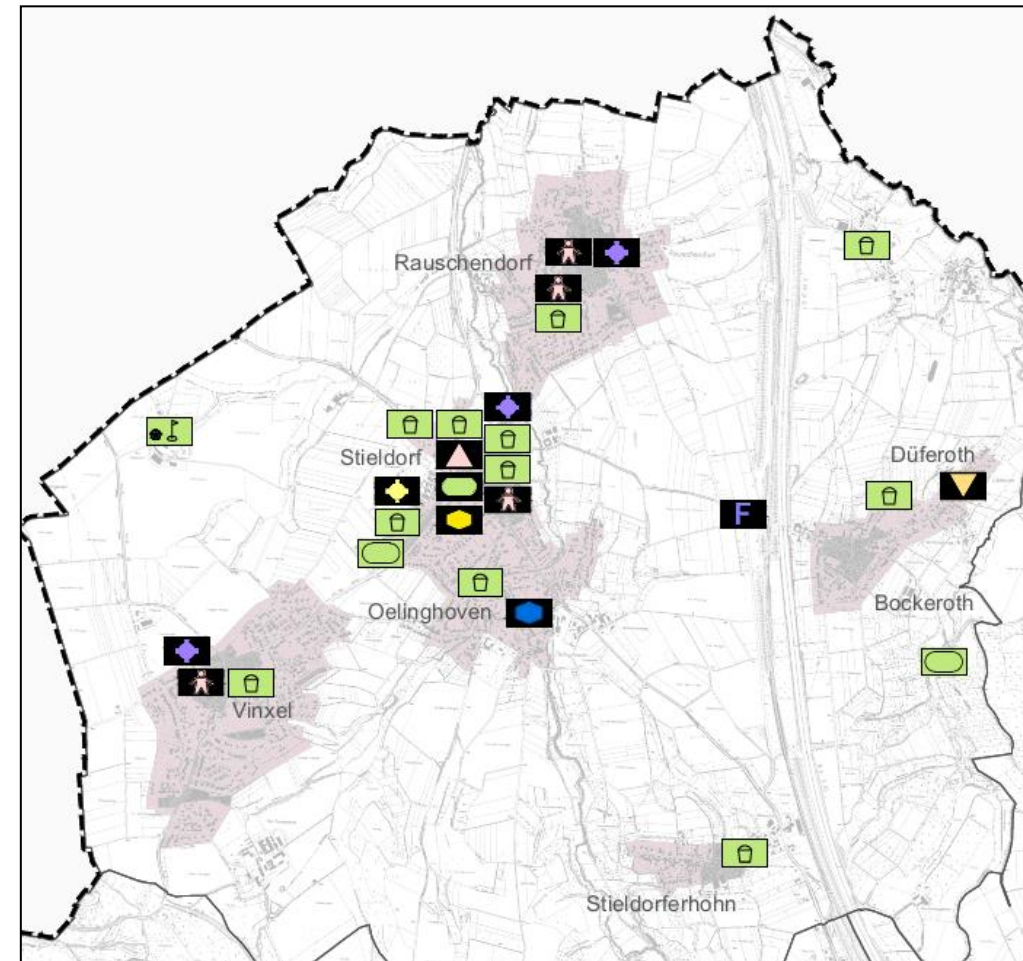 Rauschendorf
Stieldorf
Düferoth
F
Bockeroth
Oelinghoven
Vinxel
Stieldorferhohn